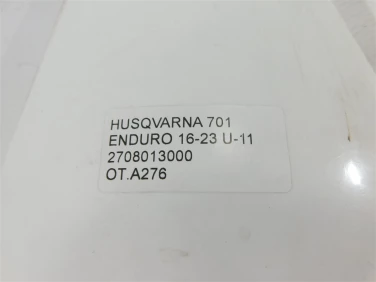 HUSQVARNA 701
ENDURO 16-23 U-11
2708013000
OT.A276